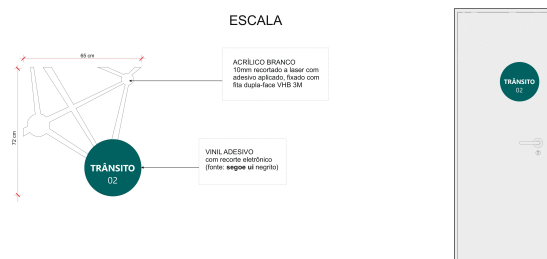 ESCALA
65 cm
72 cm
ACRÍLICO BRANCO
10mm recortado a laser com
adesivo aplicado, fixado com
fita dupla-face VHB 3M
VINIL ADESIVO
com recorte eletrônico
(fonte: segoe ui negrito)
TRÂNSITO
02
TRÂNSITO
02